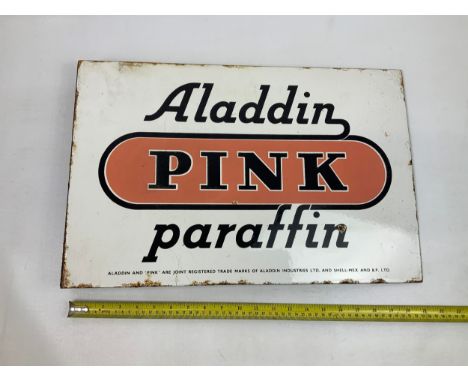 Aladdin
PINK
paraffin
ALADDIN AND "PINK" ARE JOINT REGISTERED TRADE MARKS OF ALADDIN INDUSTRIES LTD. AND SHELL-MEX AND B.P. LTD